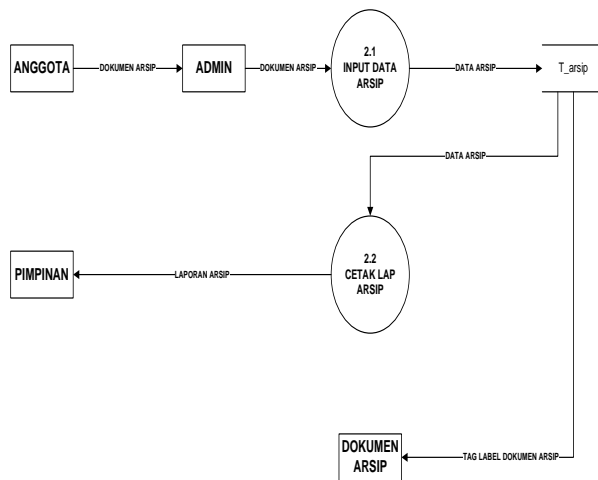 ANGGOTA
DOKUMEN ARSIP
ADMIN
DOKUMEN ARSIP
2.1
INPUT DATA
ARSIP
DATA ARSIP
T_arsip
DATA ARSIP
PIMPINAN
LAPORAN ARSIP
2.2
CETAK LAP
ARSIP
DOKUMEN
ARSIP
TAG LABEL DOKUMEN ARSIP